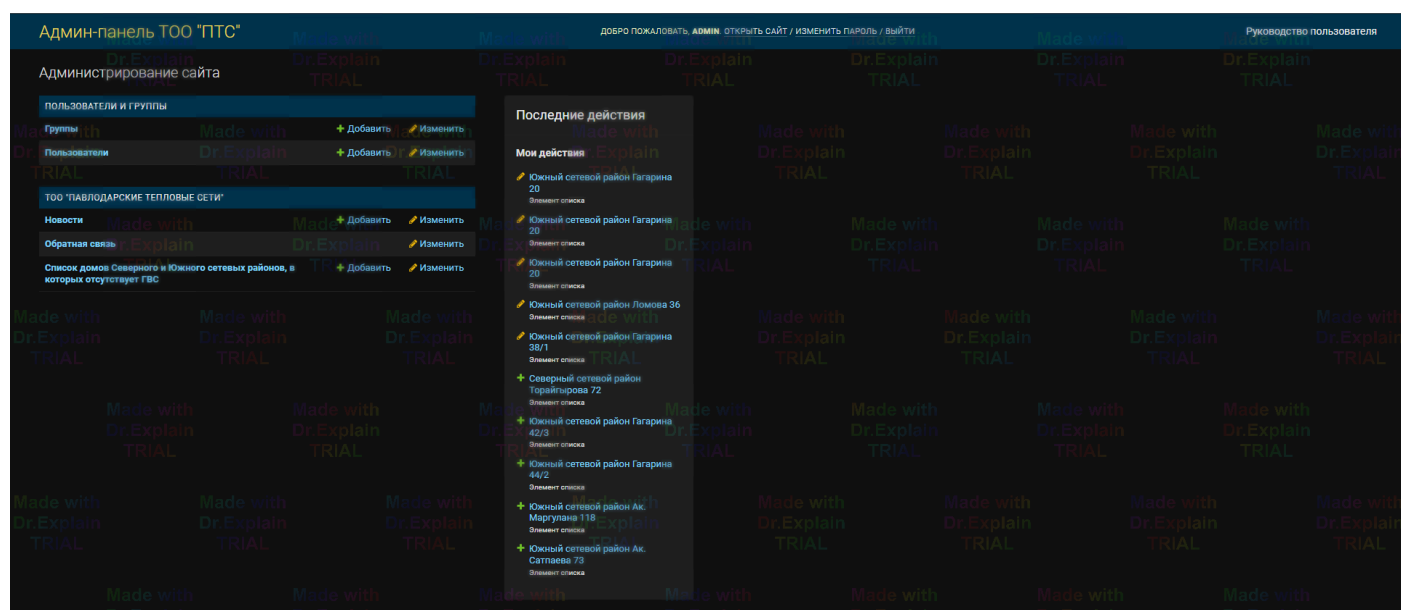 Админ-панель ТОО "ПТС"
ДОБРО ПОЖАЛОВАТЬ, ADMIN. ОТКРЫТЬ САЙТ / ИЗМЕНИТЬ ПАРОЛЬ / ВЫЙТИ
Руководство пользователя
Администрирование сайта
ПОЛЬЗОВАТЕЛИ И ГРУППЫ
Группы + Добавить Изменить
Пользователи + Добавить Изменить
ТОО "ПАВЛОДАРСКИЕ ТЕПЛОВЫЕ СЕТИ"
Новости + Добавить Изменить
Обратная связь Изменить
Список домов Северного и Южного сетевых районов, в + Добавить Изменить
которых отсутствует ГВС
Последние действия
Мои действия
Южный сетевой район Гагарина
20
Элемент списка
Южный сетевой район Гагарина
20
Элемент списка
Южный сетевой район Гагарина
20
Элемент списка
Южный сетевой район Ломова 36
Элемент списка
Южный сетевой район Гагарина
38/1
Элемент списка
+ Северный сетевой район
Торайгырова 72
Элемент списка
+ Южный сетевой район Гагарина
42/3
Элемент списка
+ Южный сетевой район Гагарина
44/2
Элемент списка
+ Южный сетевой район Ак.
Маргулана 118
Элемент списка
+ Южный сетевой район Ак.
Сатпаева 73
Элемент списка
Made with
Dr.Explain
TRIAL